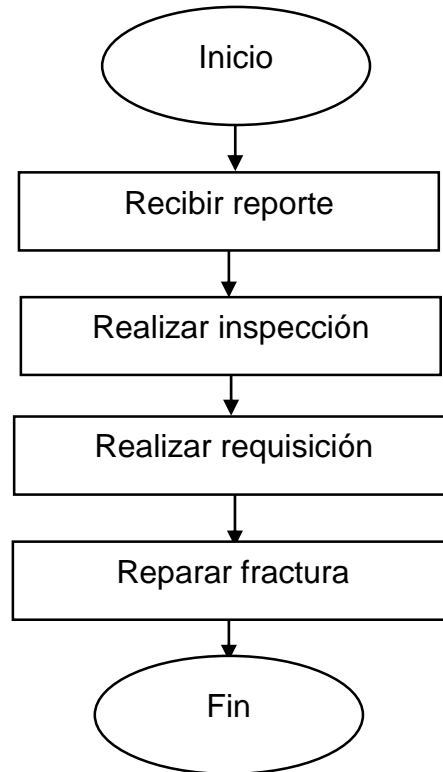 Inicio
Recibir reporte
Realizar inspección
Realizar requisición
Reparar fractura
Fin